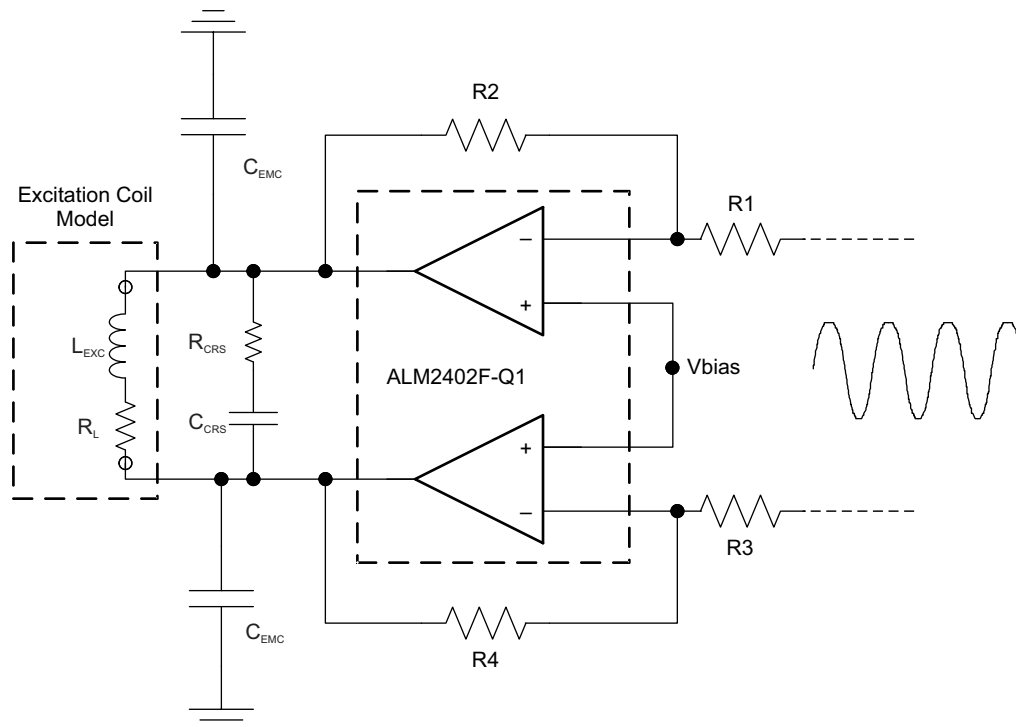 R2
C_EMC
Excitation Coil
Model
R1
−
+
L_EXC
R_CRS
ALM2402F-Q1
Vbias
R_L
C_CRS
+
−
R3
C_EMC
R4